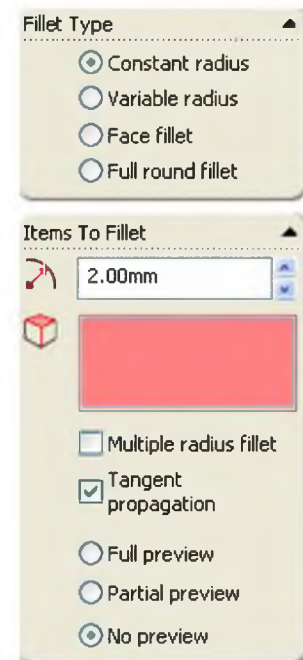 Fillet Type
Constant radius
Variable radius
Face fillet
Full round fillet
Items To Fillet
2.00mm
Multiple radius fillet
Tangent
propagation
Full preview
Partial preview
No preview